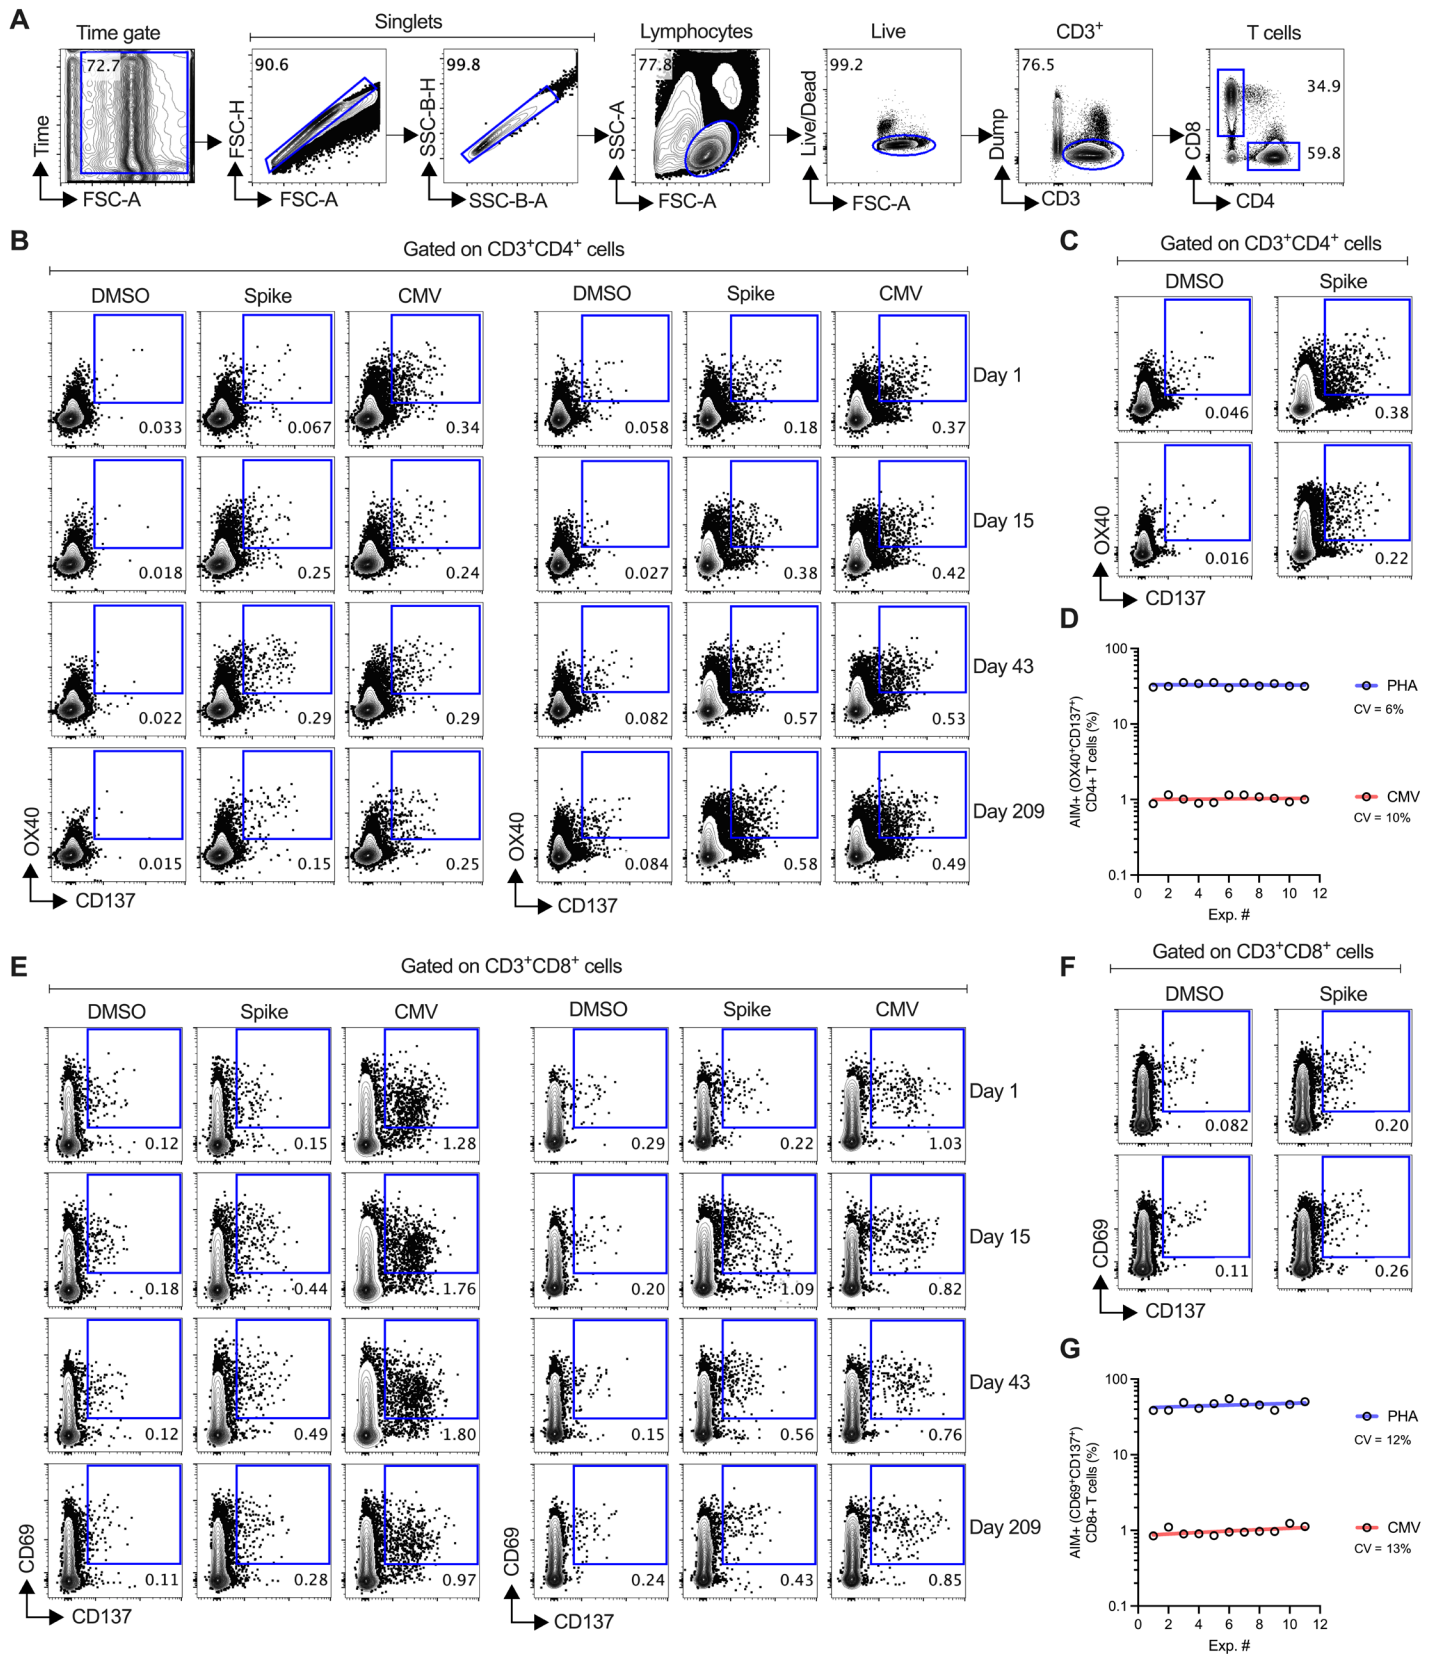 A
Time gate
Singlets
Lymphocytes
Live
CD3⁺
T cells
72.7
90.6
99.8
77.8
99.2
76.5
34.9
59.8
Time
FSC-A
FSC-H
FSC-A
SSC-B-H
SSC-B-A
SSC-A
FSC-A
Live/Dead
FSC-A
Dump
CD3
CD8
CD4
B
Gated on CD3⁺CD4⁺ cells
DMSO Spike CMV DMSO Spike CMV
0.033 0.067 0.34 0.058 0.18 0.37 Day 1
0.018 0.25 0.24 0.027 0.38 0.42 Day 15
0.022 0.29 0.29 0.082 0.57 0.53 Day 43
0.015 0.15 0.25 0.084 0.58 0.49 Day 209
OX40
CD137
OX40
CD137
C
Gated on CD3⁺CD4⁺ cells
DMSO Spike
0.046 0.38
0.016 0.22
OX40
CD137
D
AIM+ (OX40⁺CD137⁺)
CD4+ T cells (%)
100
10
1
0.1
0 2 4 6 8 10 12
Exp. #
PHA
CV = 6%
CMV
CV = 10%
E
Gated on CD3⁺CD8⁺ cells
DMSO Spike CMV DMSO Spike CMV
0.12 0.15 1.28 0.29 0.22 1.03 Day 1
0.18 0.44 1.76 0.20 1.09 0.82 Day 15
0.12 0.49 1.80 0.15 0.56 0.76 Day 43
0.11 0.28 0.97 0.24 0.43 0.85 Day 209
CD69
CD137
CD69
CD137
F
Gated on CD3⁺CD8⁺ cells
DMSO Spike
0.082 0.20
0.11 0.26
CD69
CD137
G
AIM+ (CD69⁺CD137⁺)
CD8+ T cells (%)
100
10
1
0.1
0 2 4 6 8 10 12
Exp. #
PHA
CV = 12%
CMV
CV = 13%